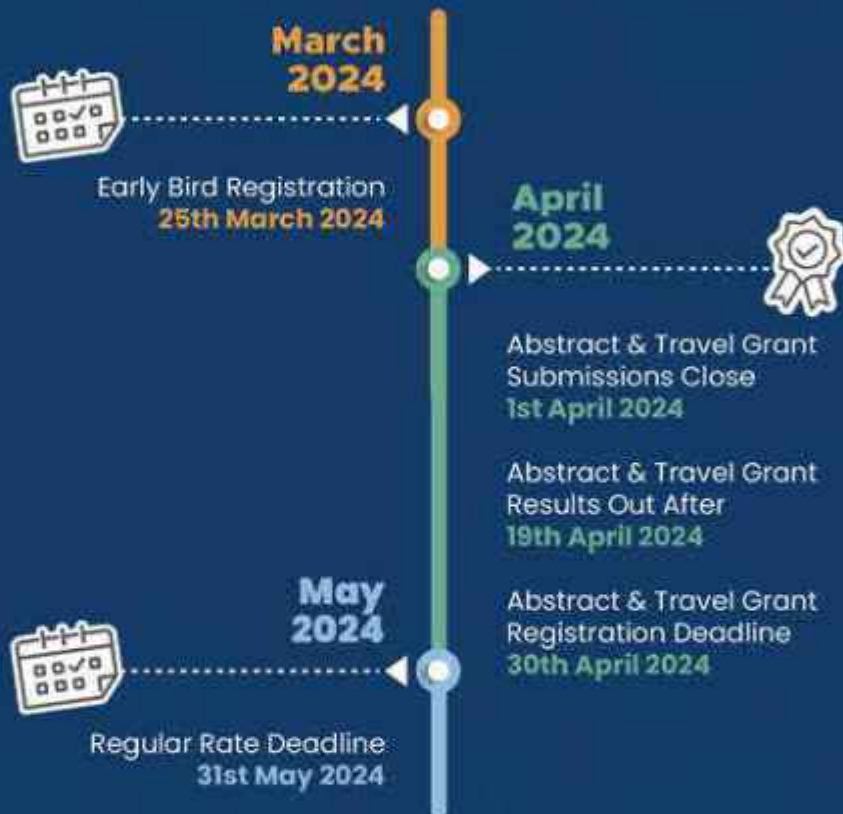 March
2024
Early Bird Registration
25th March 2024
April
2024
Abstract & Travel Grant
Submissions Close
1st April 2024
Abstract & Travel Grant
Results Out After
19th April 2024
Abstract & Travel Grant
Registration Deadline
30th April 2024
May
2024
Regular Rate Deadline
31st May 2024